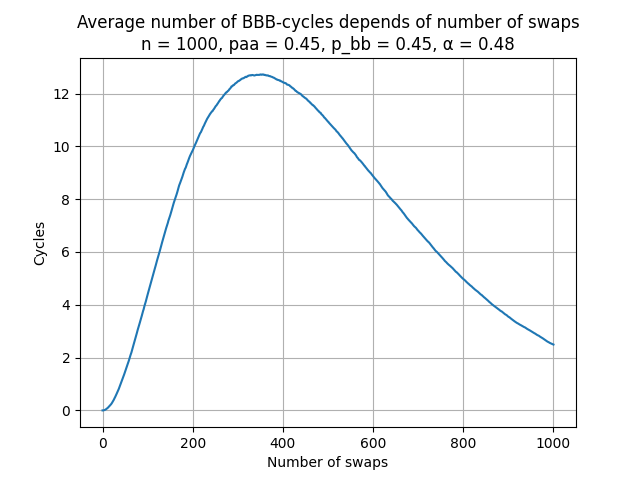 Average number of BBB-cycles depends of number of swaps
n = 1000, paa = 0.45, p_bb = 0.45, α = 0.48
Cycles
12
10
8
6
4
2
0
0 200 400 600 800 1000
Number of swaps